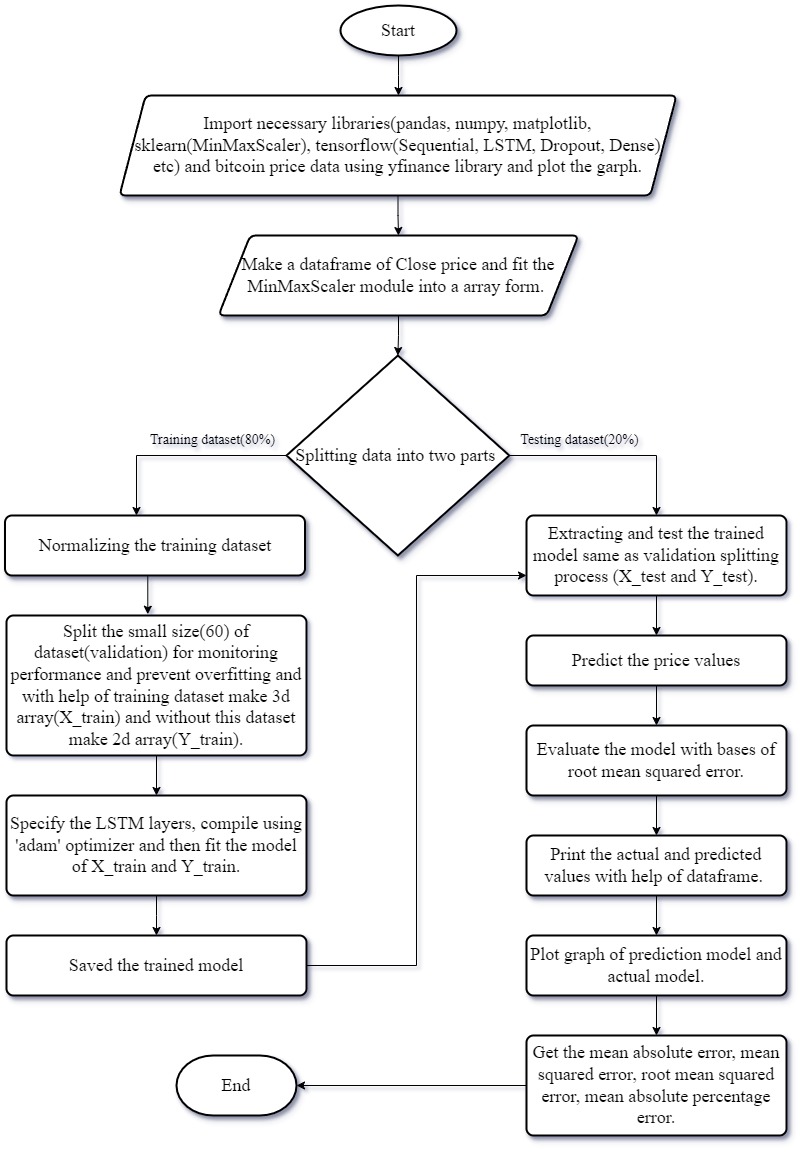 Start
Import necessary libraries(pandas, numpy, matplotlib,
sklearn(MinMaxScaler), tensorflow(Sequential, LSTM, Dropout, Dense)
etc) and bitcoin price data using yfinance library and plot the garph.
Make a dataframe of Close price and fit the
MinMaxScaler module into a array form.
Splitting data into two parts
Training dataset(80%)
Testing dataset(20%)
Normalizing the training dataset
Split the small size(60) of
dataset(validation) for monitoring
performance and prevent overfitting and
with help of training dataset make 3d
array(X_train) and without this dataset
make 2d array(Y_train).
Specify the LSTM layers, compile using
'adam' optimizer and then fit the model
of X_train and Y_train.
Saved the trained model
Extracting and test the trained
model same as validation splitting
process (X_test and Y_test).
Predict the price values
Evaluate the model with bases of
root mean squared error.
Print the actual and predicted
values with help of dataframe.
Plot graph of prediction model and
actual model.
Get the mean absolute error, mean
squared error, root mean squared
error, mean absolute percentage
error.
End